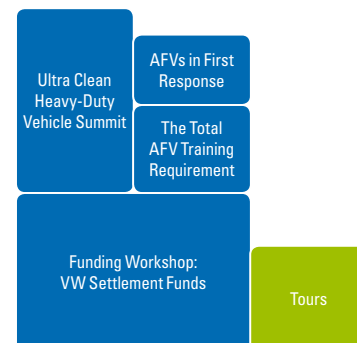 Ultra Clean
Heavy-Duty
Vehicle Summit
AFVs in First
Response
The Total
AFV Training
Requirement
Funding Workshop:
VW Settlement Funds
Tours